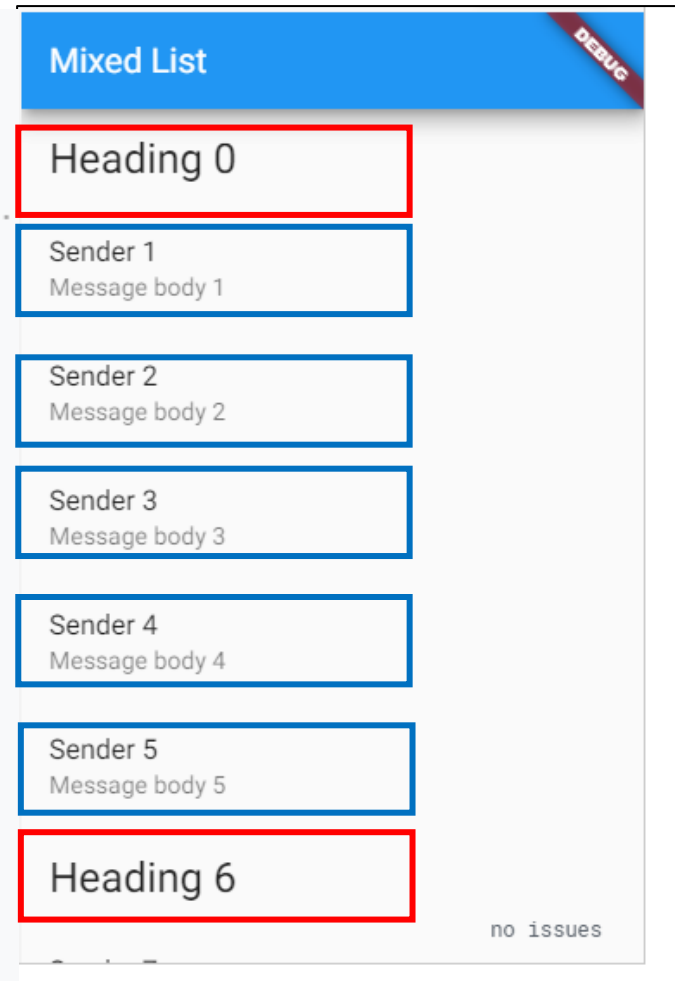 Mixed List
DEBUG
Heading 0
Sender 1
Message body 1
Sender 2
Message body 2
Sender 3
Message body 3
Sender 4
Message body 4
Sender 5
Message body 5
Heading 6
no issues